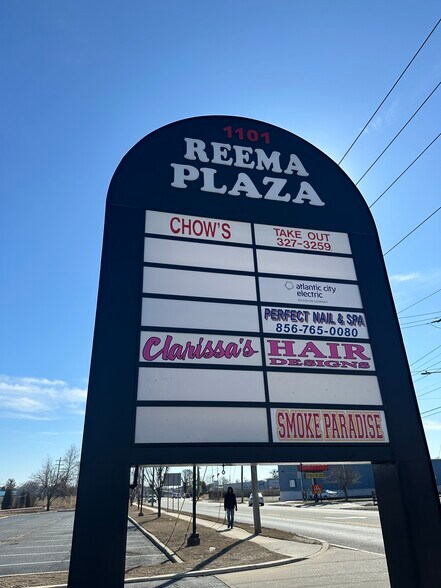 1101
REEMA
PLAZA
CHOW'S
TAKE OUT
327-3259
atlantic city
electric
PERFECT NAIL & SPA
856-765-0080
Clarissa's
HAIR
DESIGNS
SMOKE PARADISE